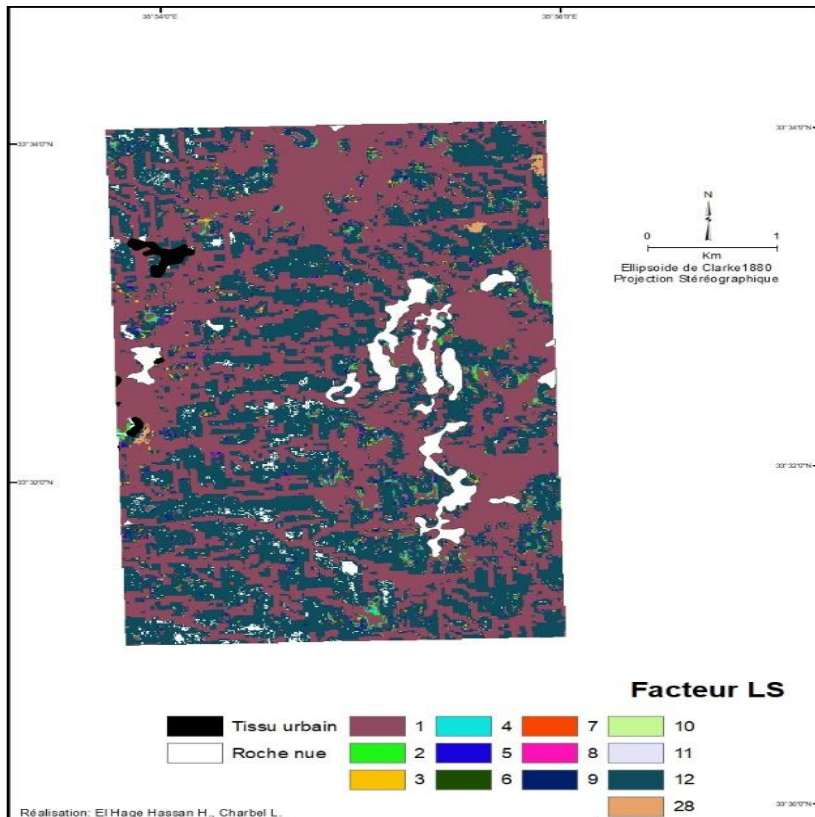 35°54'0"E 35°56'0"E
33°34'0"N 33°34'0"N
N
0 1
Km
Ellipsoide de Clarke1880
Projection Stéréographique
33°32'0"N 33°32'0"N
Facteur LS
Tissu urbain 1 4 7 10
Roche nue 2 5 8 11
3 6 9 12
28
Réalisation: El Hage Hassan H., Charbel L.
33°30'0"N